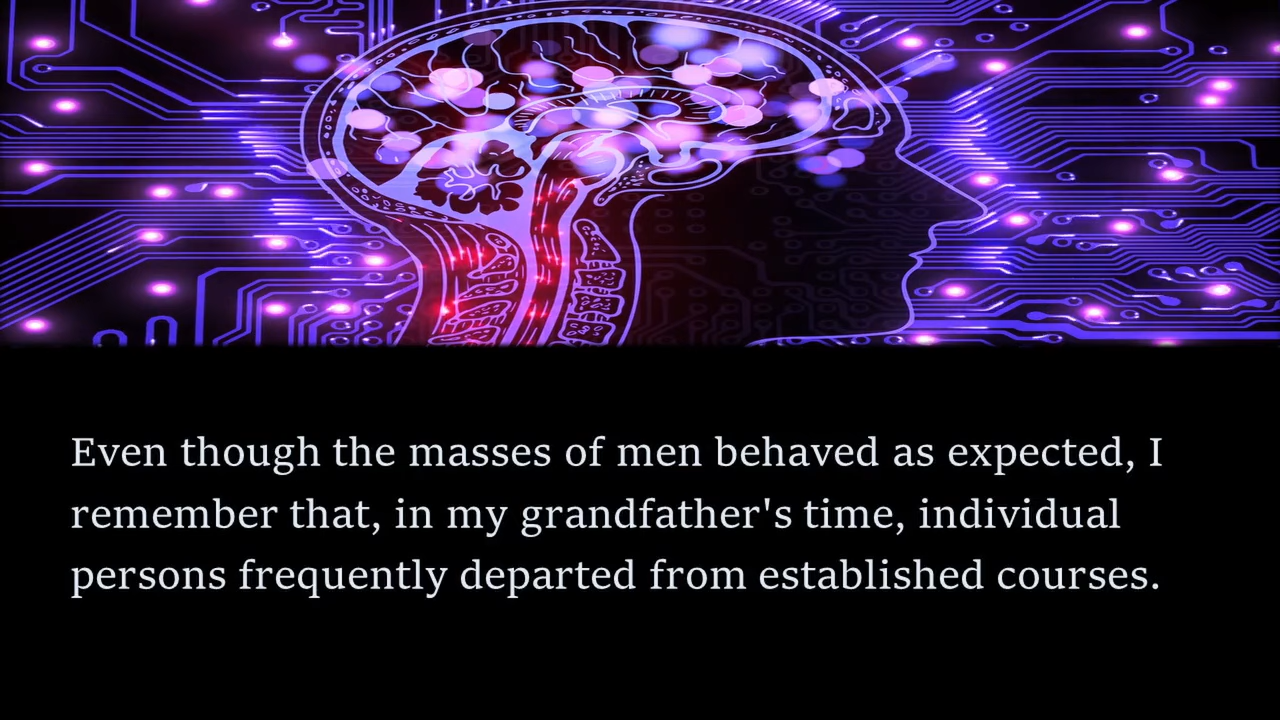 Even though the masses of men behaved as expected, I
remember that, in my grandfather's time, individual
persons frequently departed from established courses.